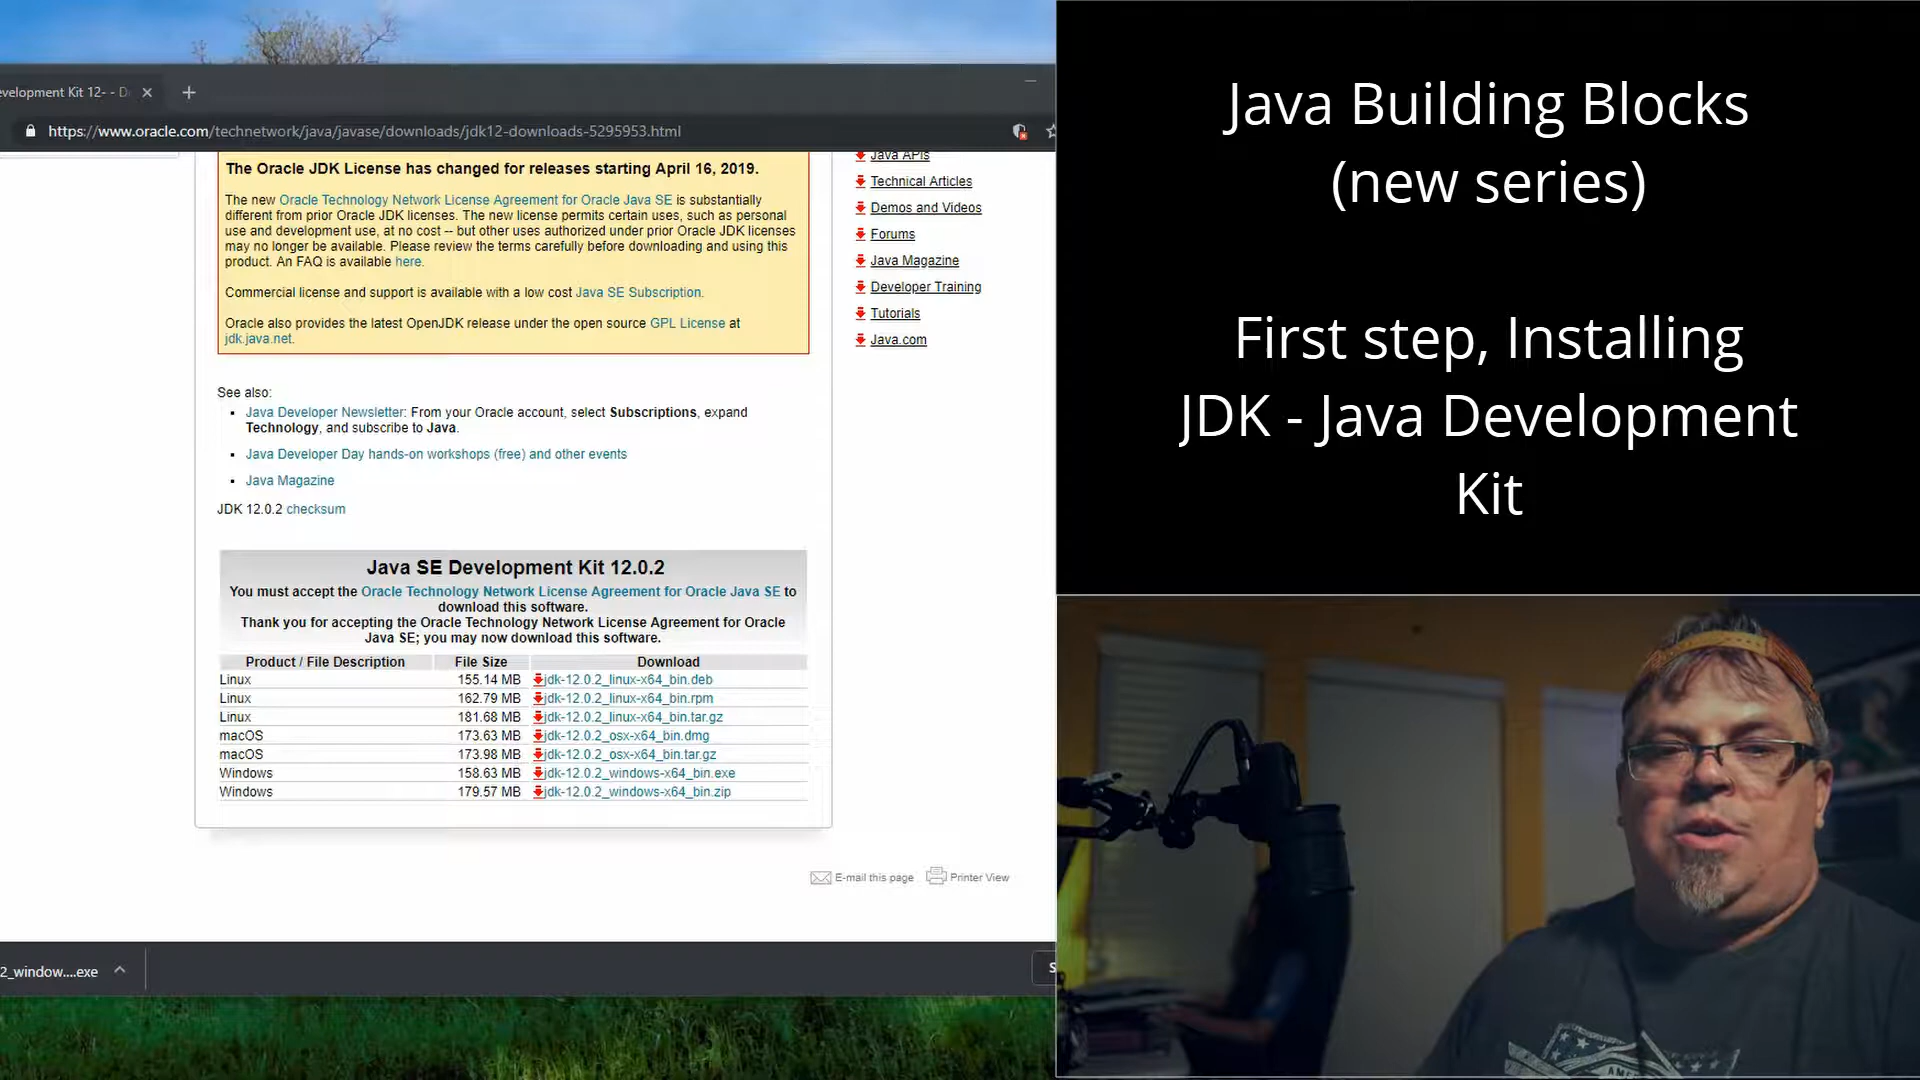 evelopment Kit 12- - D
https://www.oracle.com/technetwork/java/javase/downloads/jdk12-downloads-5295953.html
The Oracle JDK License has changed for releases starting April 16, 2019.
The new Oracle Technology Network License Agreement for Oracle Java SE is substantially
different from prior Oracle JDK licenses. The new license permits certain uses, such as personal
use and development use, at no cost -- but other uses authorized under prior Oracle JDK licenses
may no longer be available. Please review the terms carefully before downloading and using this
product. An FAQ is available here.
Commercial license and support is available with a low cost Java SE Subscription.
Oracle also provides the latest OpenJDK release under the open source GPL License at
jdk.java.net.
See also:
Java Developer Newsletter: From your Oracle account, select Subscriptions, expand
Technology, and subscribe to Java.
Java Developer Day hands-on workshops (free) and other events
Java Magazine
JDK 12.0.2 checksum
Java SE Development Kit 12.0.2
You must accept the Oracle Technology Network License Agreement for Oracle Java SE to
download this software.
Thank you for accepting the Oracle Technology Network License Agreement for Oracle
Java SE; you may now download this software.
Product / File Description File Size Download
Linux 155.14 MB jdk-12.0.2_linux-x64_bin.deb
Linux 162.79 MB jdk-12.0.2_linux-x64_bin.rpm
Linux 181.68 MB jdk-12.0.2_linux-x64_bin.tar.gz
macOS 173.63 MB jdk-12.0.2_osx-x64_bin.dmg
macOS 173.98 MB jdk-12.0.2_osx-x64_bin.tar.gz
Windows 158.63 MB jdk-12.0.2_windows-x64_bin.exe
Windows 179.57 MB jdk-12.0.2_windows-x64_bin.zip
E-mail this page Printer View
2_window....exe
S
Java APIs
Technical Articles
Demos and Videos
Forums
Java Magazine
Developer Training
Tutorials
Java.com
Java Building Blocks
(new series)
First step, Installing
JDK - Java Development
Kit